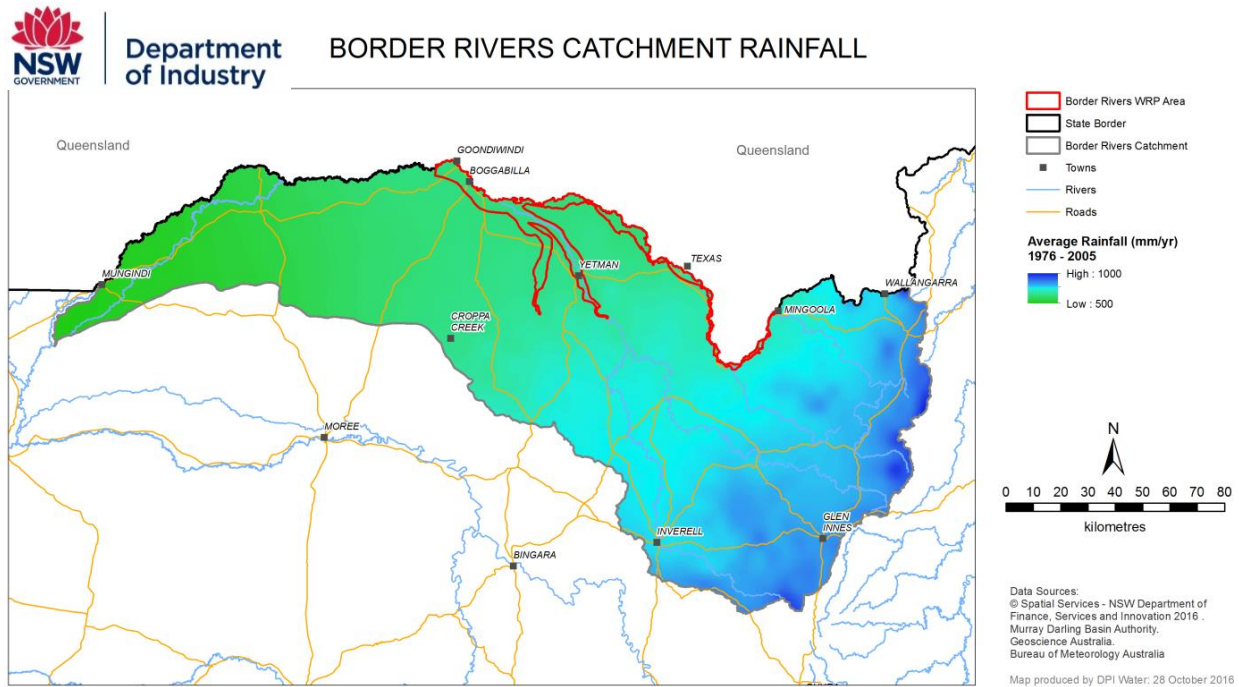 NSW
GOVERNMENT
Department
of Industry
BORDER RIVERS CATCHMENT RAINFALL
Queensland
Queensland
GOONDIWINDI
BOGGABILLA
MUNGINDI
YETMAN
TEXAS
WALLANGARRA
MINGOOLA
CROPPA
CREEK
MOREE
INVERELL
GLEN
INNES
BINGARA
Border Rivers WRP Area
State Border
Border Rivers Catchment
Towns
Rivers
Roads
Average Rainfall (mm/yr)
1976 - 2005
High : 1000
Low : 500
N
0 10 20 30 40 50 60 70 80
kilometres
Data Sources:
© Spatial Services - NSW Department of
Finance, Services and Innovation 2016 .
Murray Darling Basin Authority.
Geoscience Australia.
Bureau of Meteorology Australia
Map produced by DPI Water: 28 October 2016